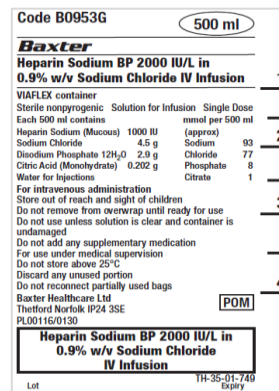 Code B0953G
500 ml
Baxter
Heparin Sodium BP 2000 IU/L in
0.9% w/v Sodium Chloride IV Infusion
VIAFLEX container
Sterile nonpyrogenic Solution for Infusion Single Dose
Each 500 ml contains mmol per 500 ml
Heparin Sodium (Mucous) 1000 IU (approx)
Sodium Chloride 4.5 g Sodium 93
Disodium Phosphate 12H₂O 2.9 g Chloride 77
Citric Acid (Monohydrate) 0.202 g Phosphate 8
Water for Injections Citrate 1
For intravenous administration
Store out of reach and sight of children
Do not remove from overwrap until ready for use
Do not use unless solution is clear and container is
undamaged
Do not add any supplementary medication
For use under medical supervision
Do not store above 25°C
Discard any unused portion
Do not reconnect partially used bags
Baxter Healthcare Ltd
Thetford Norfolk IP24 3SE
PL00116/0130
POM
Heparin Sodium BP 2000 IU/L in
0.9% w/v Sodium Chloride
IV Infusion
TH-35-01-749
Lot Expiry